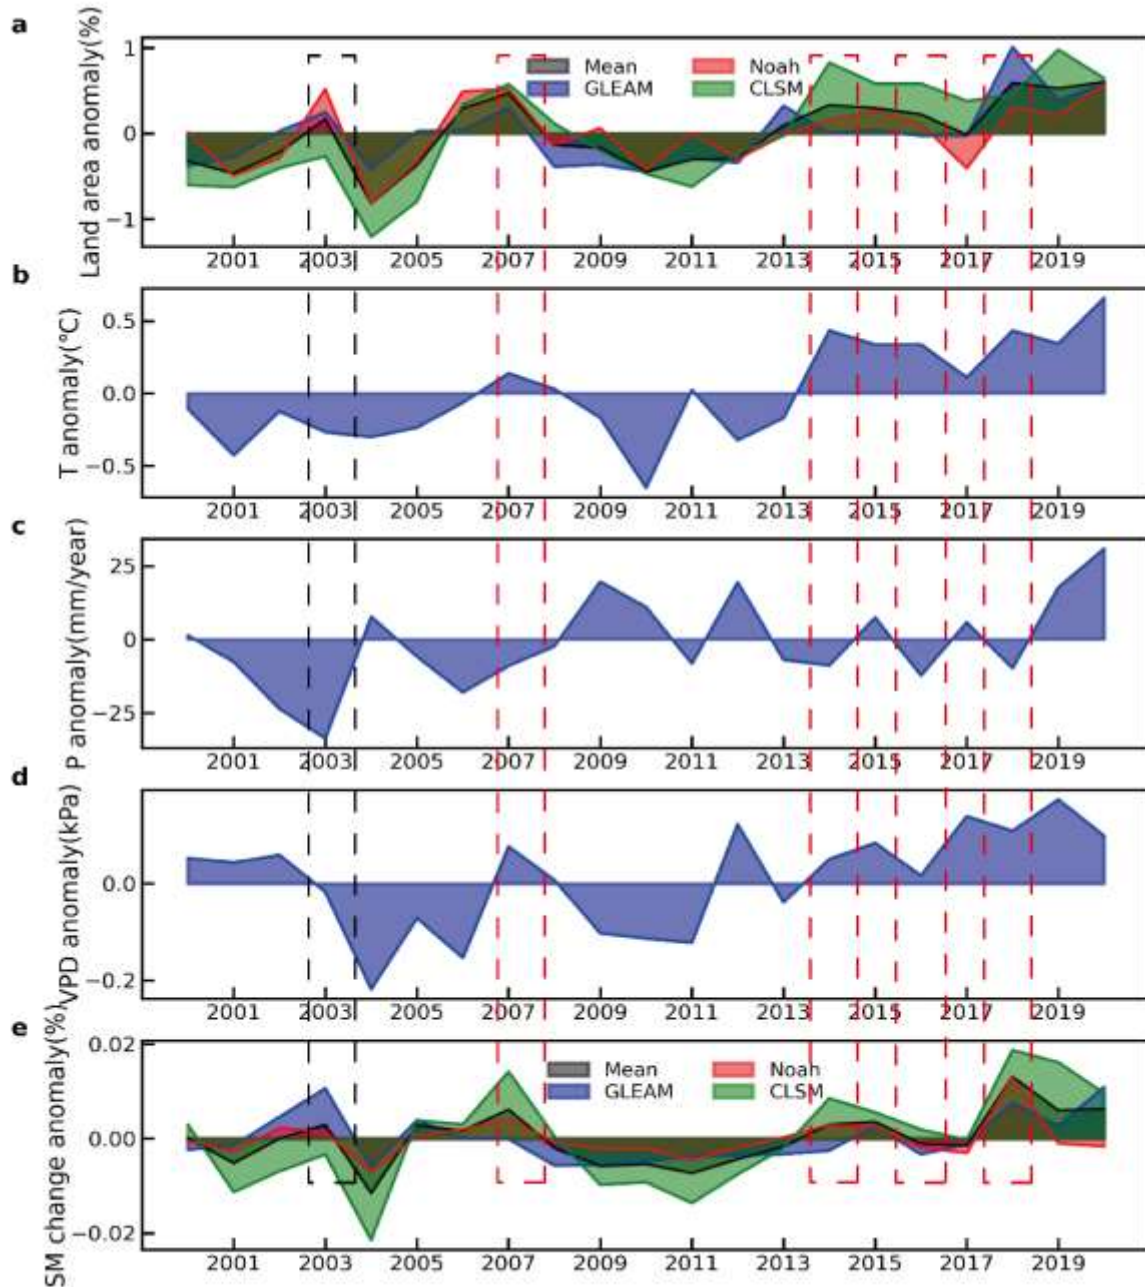 a
Land area anomaly(%)
1
0
−1
Mean
GLEAM
Noah
CLSM
2001 2003 2005 2007 2009 2011 2013 2015 2017 2019
b
T anomaly(°C)
0.5
0.0
−0.5
2001 2003 2005 2007 2009 2011 2013 2015 2017 2019
c
P anomaly(mm/year)
25
0
−25
2001 2003 2005 2007 2009 2011 2013 2015 2017 2019
d
VPD anomaly(kPa)
0.0
−0.2
2001 2003 2005 2007 2009 2011 2013 2015 2017 2019
e
SM change anomaly(%)
0.02
0.00
−0.02
Mean
GLEAM
Noah
CLSM
2001 2003 2005 2007 2009 2011 2013 2015 2017 2019